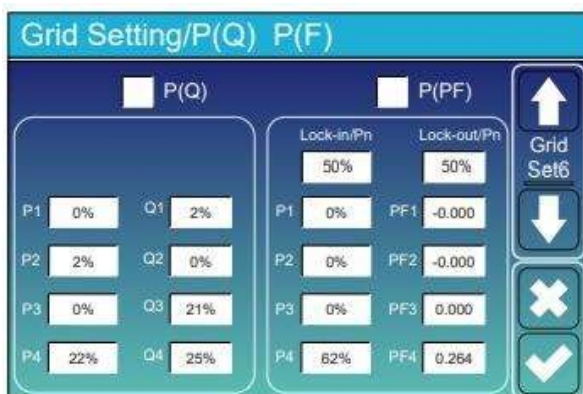 Grid Setting/P(Q) P(F)
P(Q) P(PF)
Lock-in/Pn Lock-out/Pn
50% 50%
P1 0% Q1 2% P1 0% PF1 -0.000
P2 2% Q2 0% P2 0% PF2 -0.000
P3 0% Q3 21% P3 0% PF3 0.000
P4 22% Q4 25% P4 62% PF4 0.264
Grid
Set6